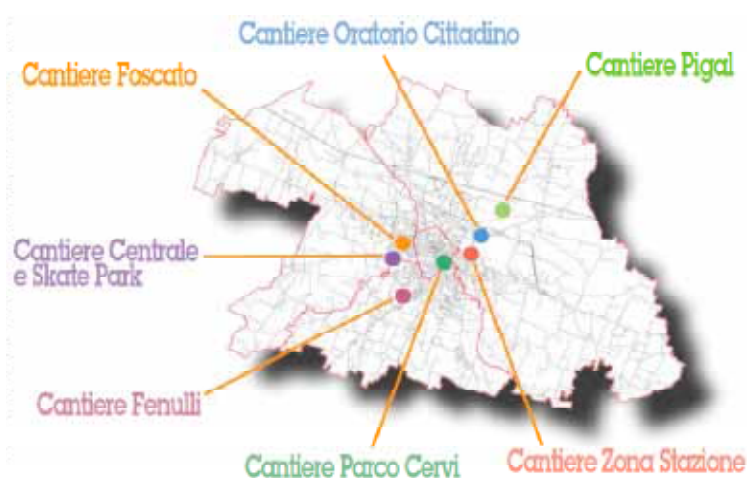 Cantiere Oratorio Cittadino
Cantiere Pigal
Cantiere Foscato
Cantiere Centrale
e Skate Park
Cantiere Fenulli
Cantiere Parco Cervi
Cantiere Zona Stazione